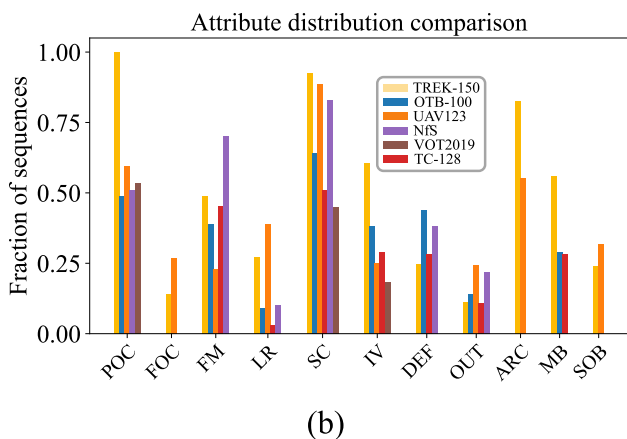 Attribute distribution comparison
Fraction of sequences
1.00
0.75
0.50
0.25
0.00
TREK-150
OTB-100
UAV123
NfS
VOT2019
TC-128
POC
FOC
FM
LR
SC
IV
DEF
OUT
ARC
MB
SOB
(b)